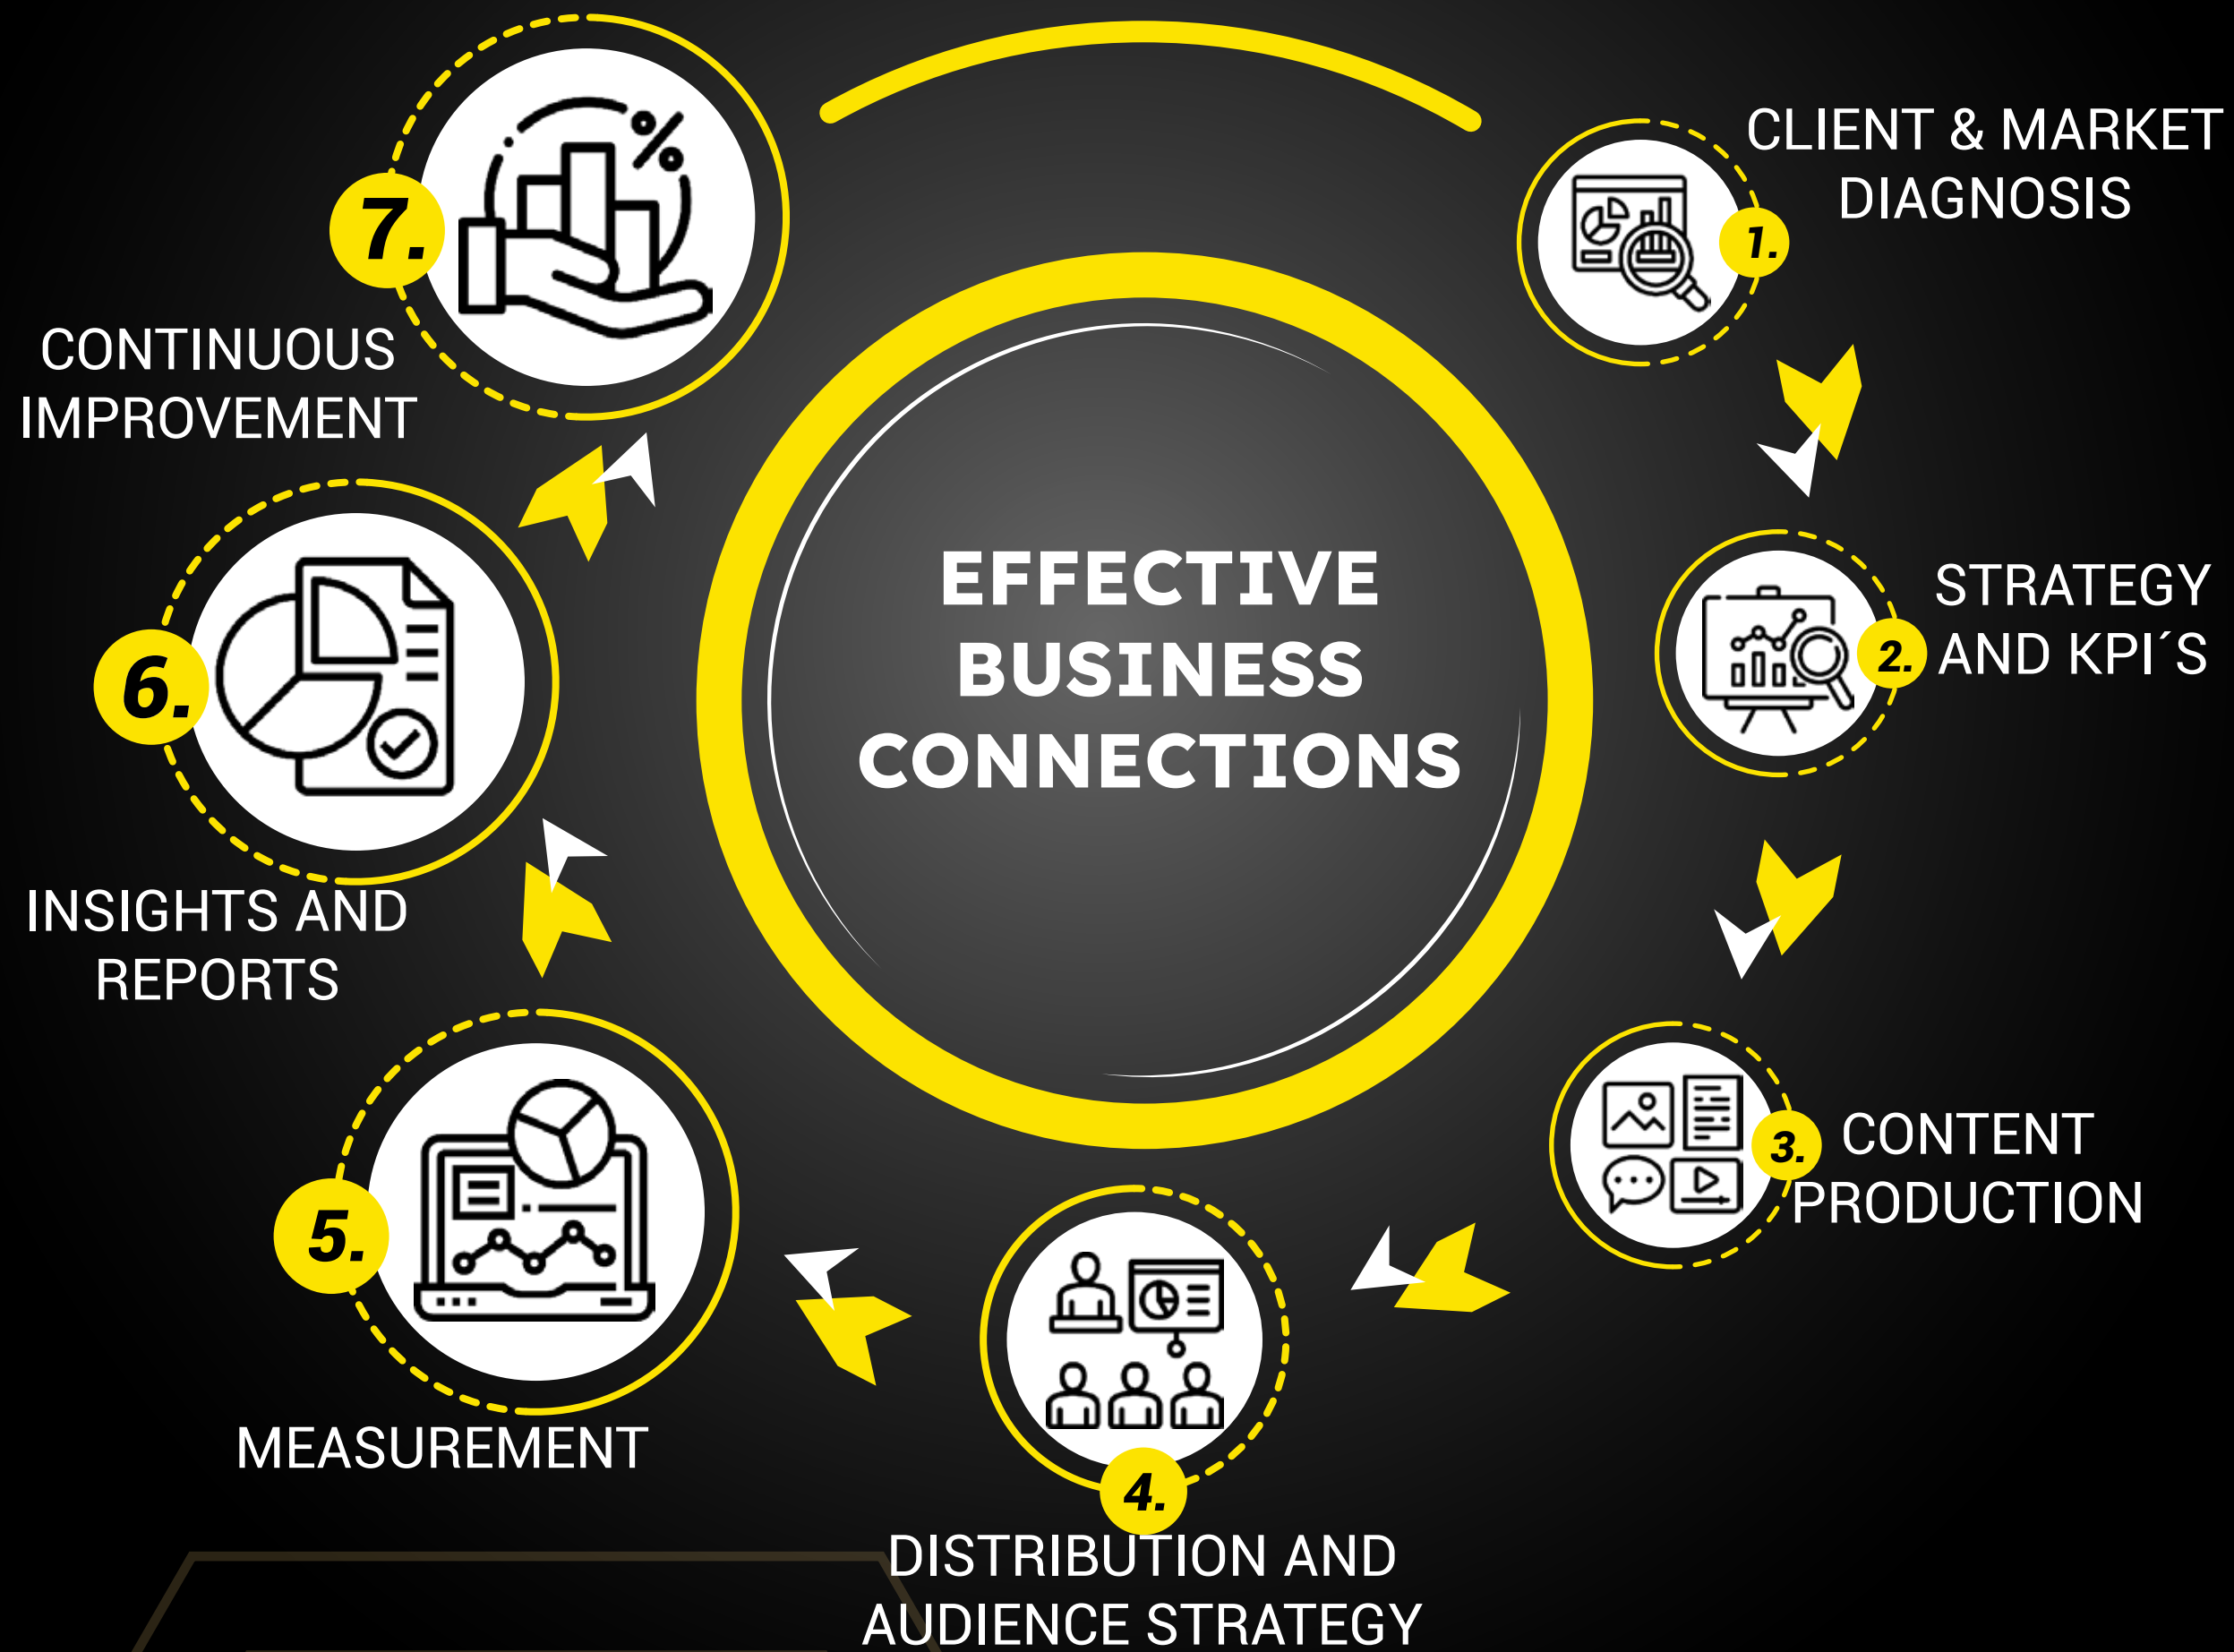 EFFECTIVE
BUSINESS
CONNECTIONS
1.
CLIENT & MARKET
DIAGNOSIS
2.
STRATEGY
AND KPI´S
3.
CONTENT
PRODUCTION
4.
DISTRIBUTION AND
AUDIENCE STRATEGY
5.
MEASUREMENT
6.
INSIGHTS AND
REPORTS
7.
%
CONTINUOUS
IMPROVEMENT